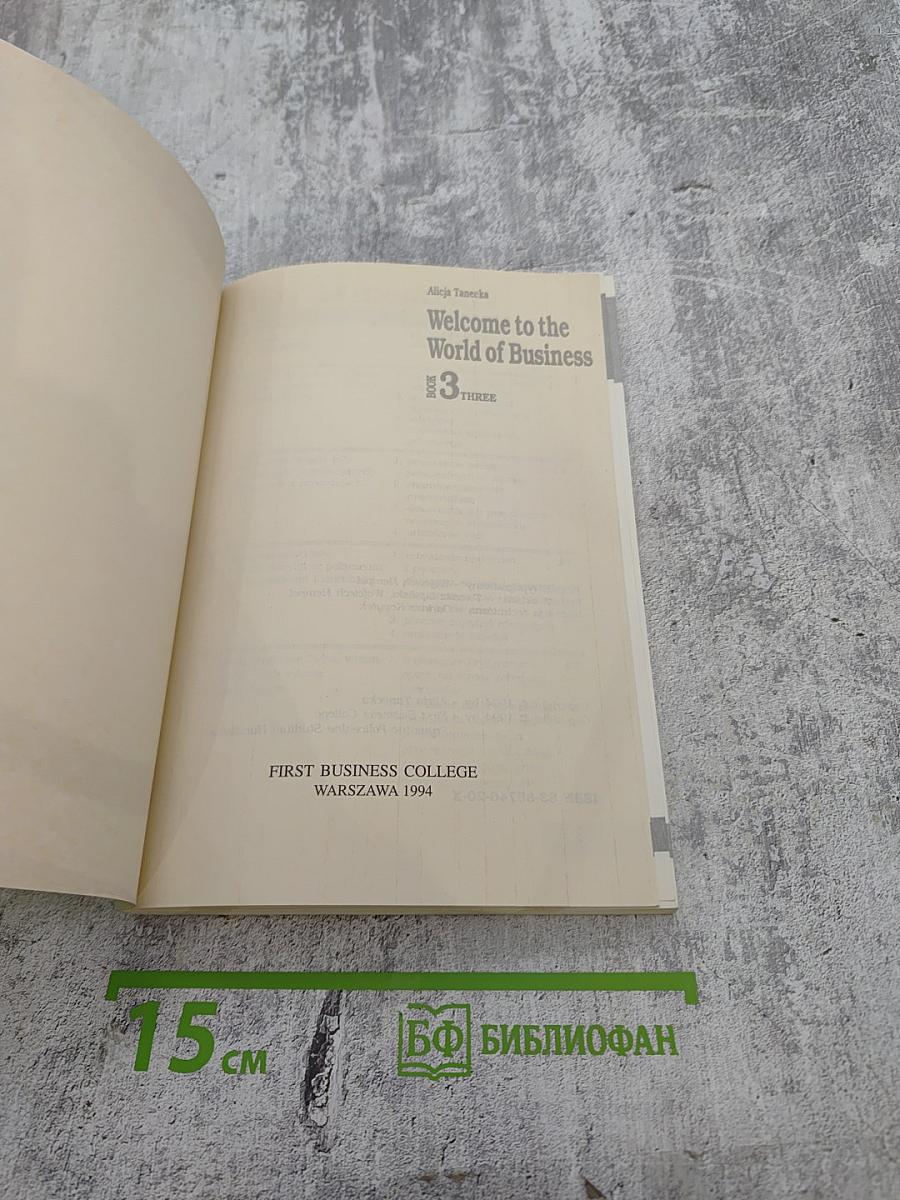 Alicja Tanecka
Welcome to the
World of Business
BOOK 3 THREE
FIRST BUSINESS COLLEGE
WARSZAWA 1994
15 см
БФ БИБЛИОФАН